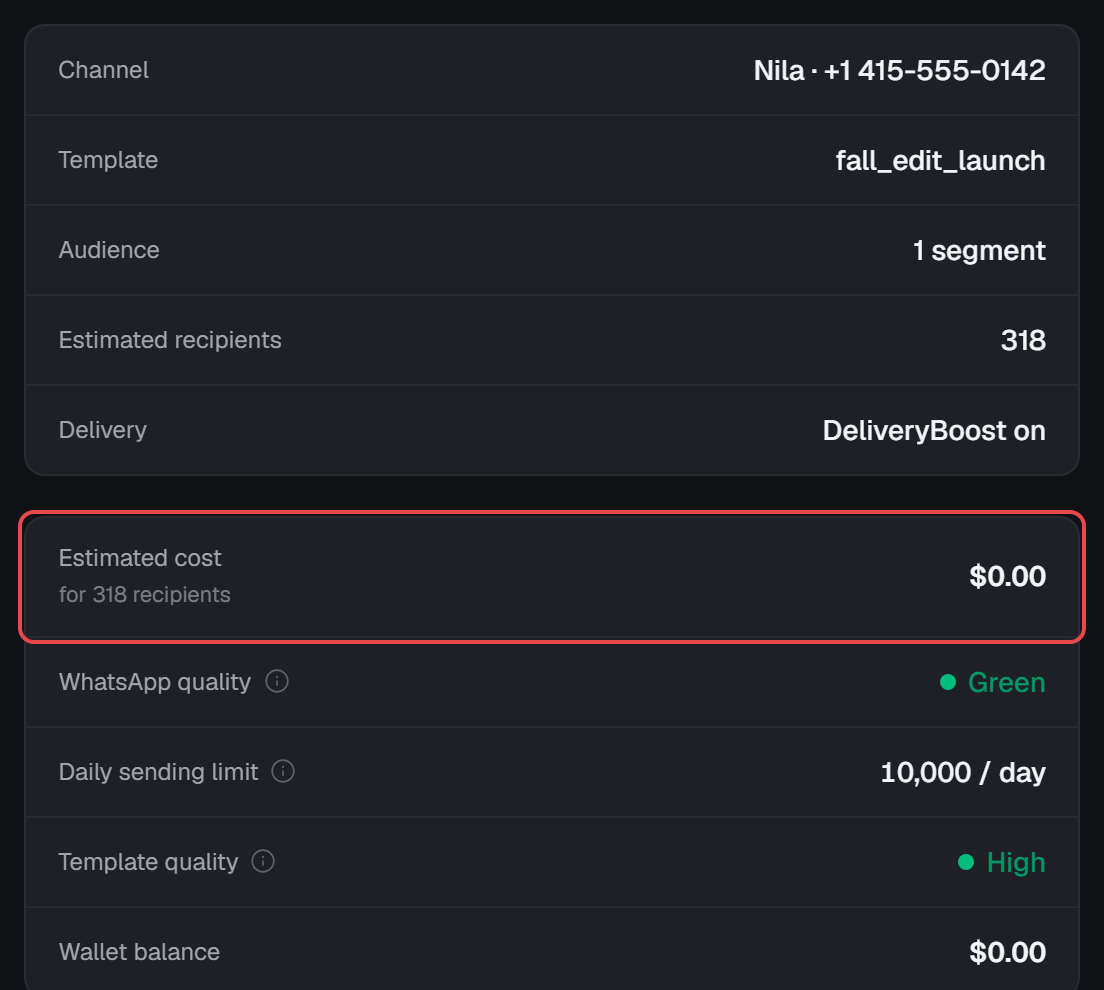 Channel
Nila · +1 415-555-0142
Template
fall_edit_launch
Audience
1 segment
Estimated recipients
318
Delivery
DeliveryBoost on
Estimated cost
for 318 recipients
$0.00
WhatsApp quality
Green
Daily sending limit
10,000 / day
Template quality
High
Wallet balance
$0.00